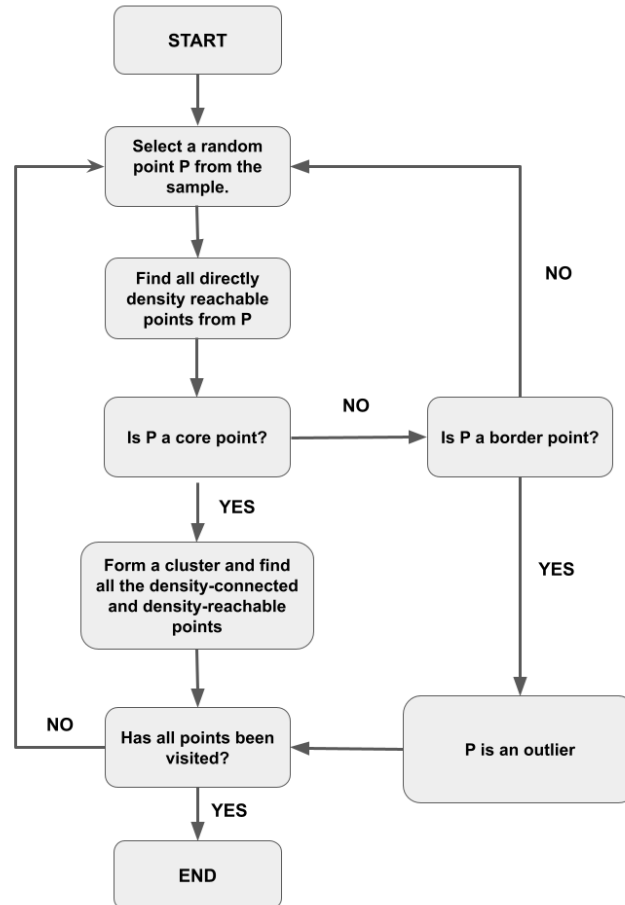 START
Select a random
point P from the
sample.
Find all directly
density reachable
points from P
NO
NO
Is P a core point?
Is P a border point?
YES
YES
Form a cluster and find
all the density-connected
and density-reachable
points
NO
Has all points been
visited?
P is an outlier
YES
END